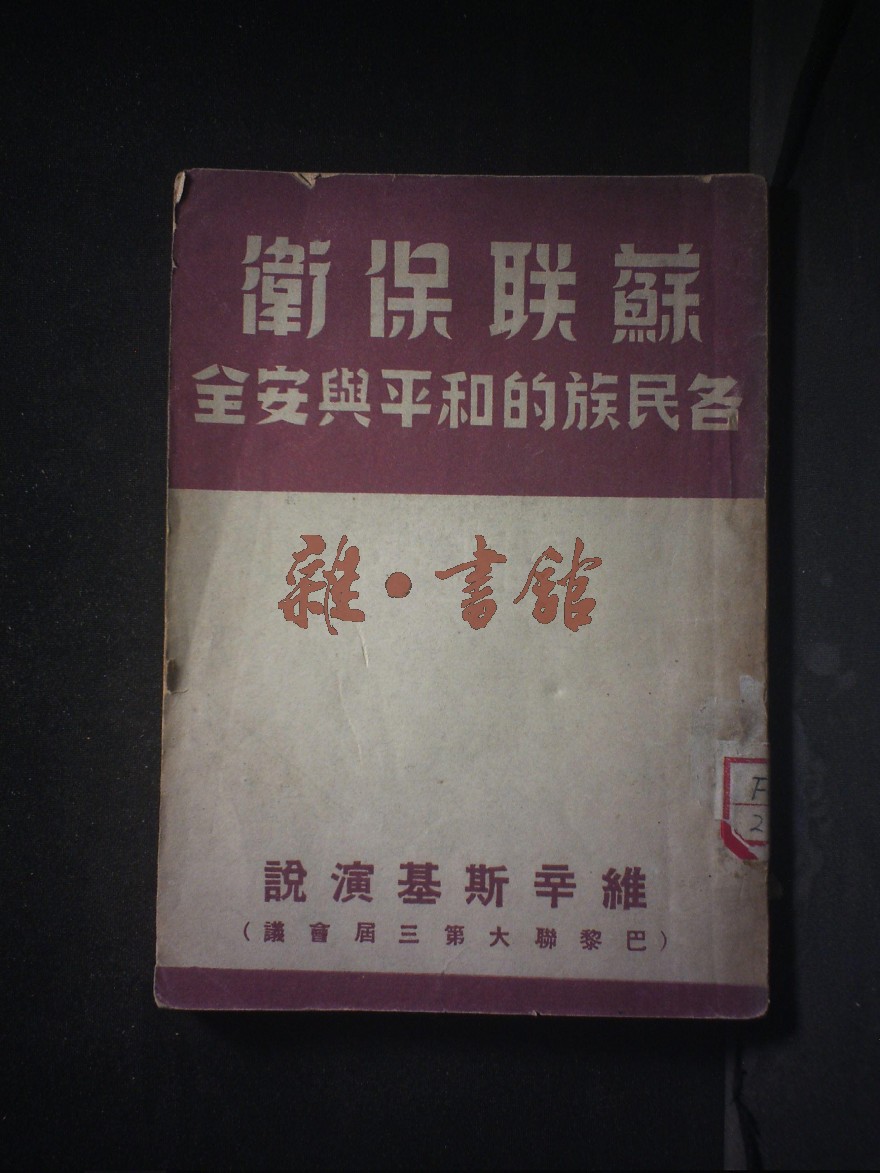 蘇联保衛
各民族的和平與安全
雜·書館
F
2
維辛斯基演說
（巴黎聯大第三屆會議）